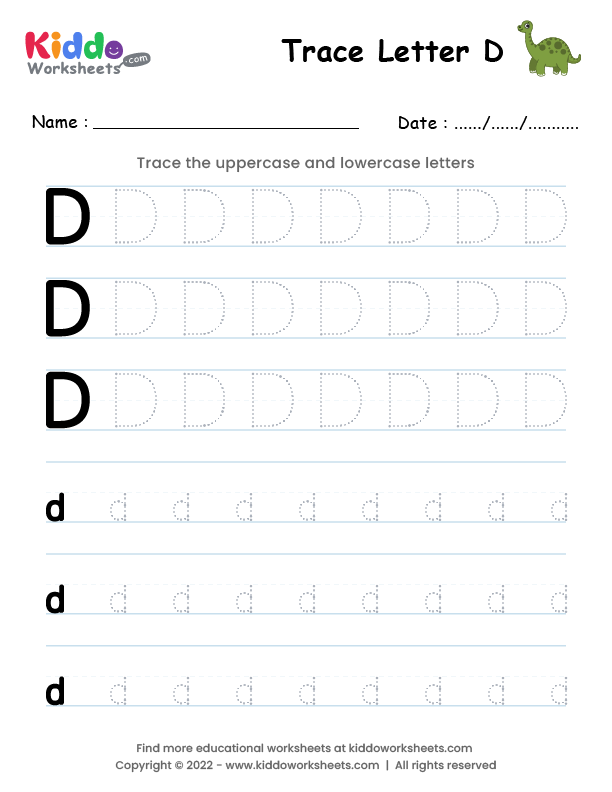 Kiddo
Worksheets .com
Trace Letter D
Name : ______________________ Date : ....../....../...........
Trace the uppercase and lowercase letters
D D D D D D D D
D D D D D D D D
D D D D D D D D
d d d d d d d d d
d d d d d d d d d
d d d d d d d d d
Find more educational worksheets at kiddoworksheets.com
Copyright © 2022 - www.kiddoworksheets.com | All rights reserved